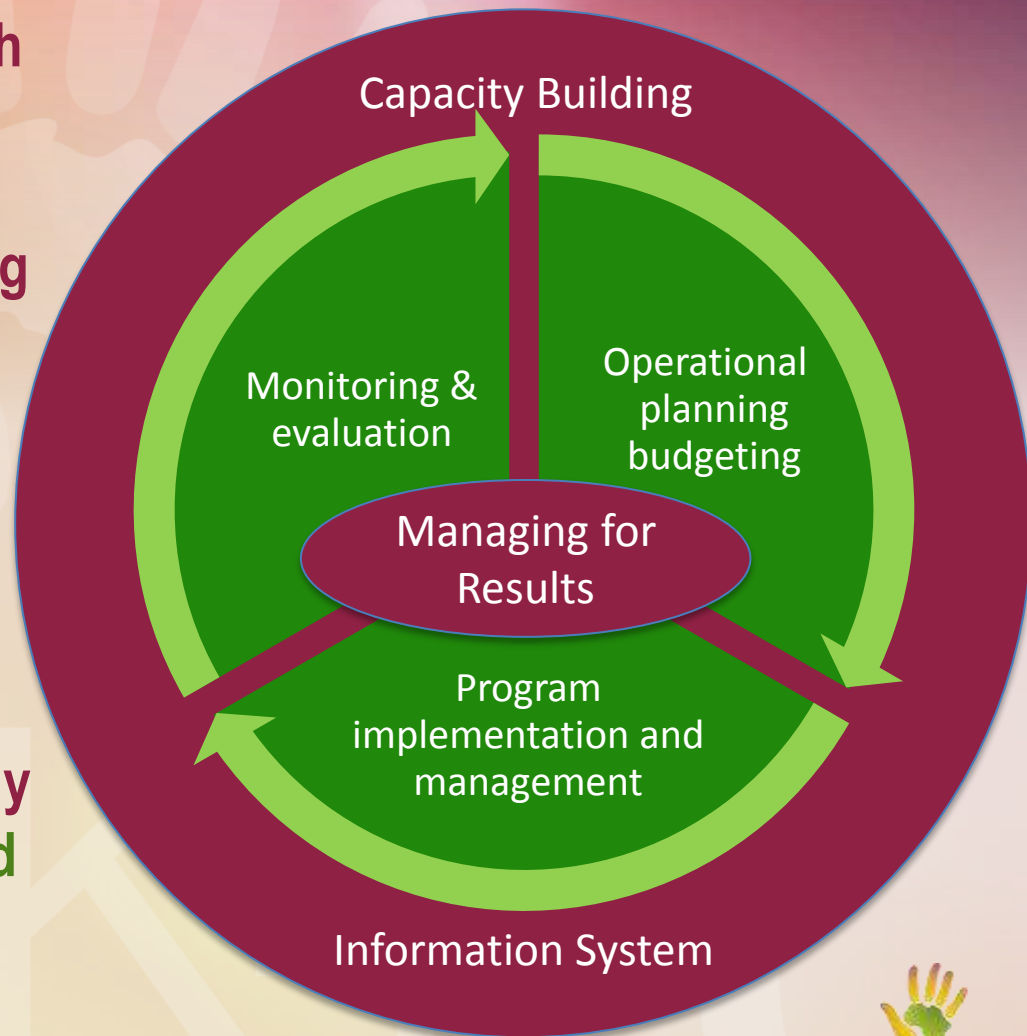 h
g
y
d
Capacity Building
Monitoring &
evaluation
Operational
planning
budgeting
Managing for
Results
Program
implementation and
management
Information System